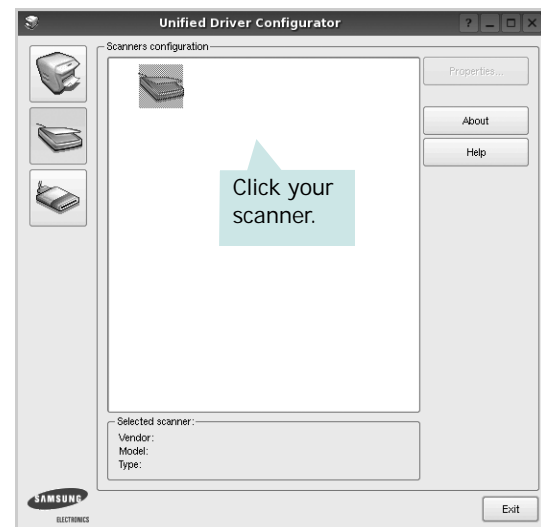 Unified Driver Configurator
Scanners configuration
Properties...
About
Help
Click your
scanner.
Selected scanner:
Vendor:
Model:
Type:
SAMSUNG
ELECTRONICS
Exit